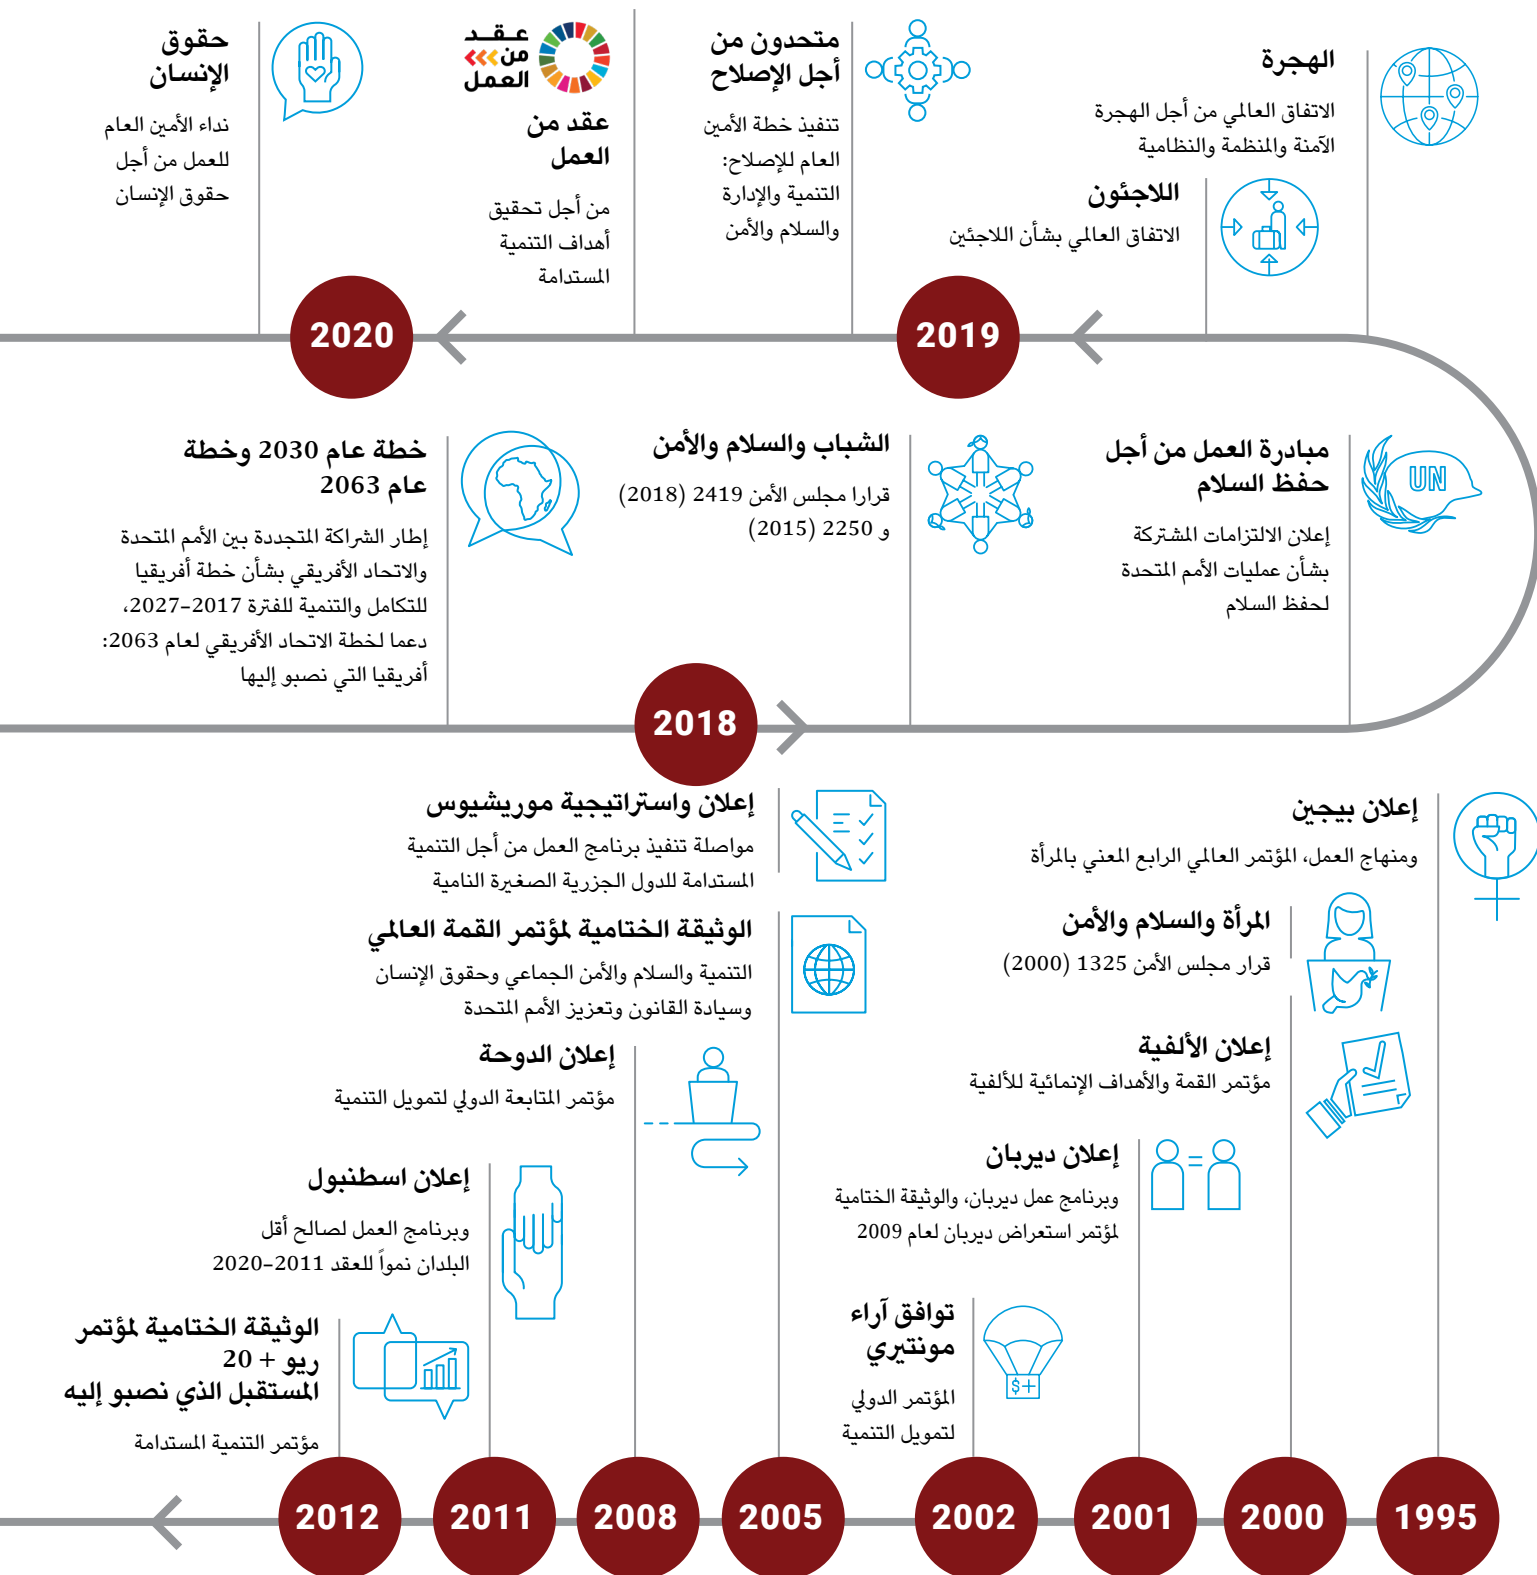 الهجرة
الاتفاق العالمي من أجل الهجرة
الآمنة والمنظمة والنظامية
اللاجئون
الاتفاق العالمي بشأن اللاجئين
متحدون من
أجل الإصلاح
تنفيذ خطة الأمين
العام للإصلاح:
التنمية والإدارة
والسلام والأمن
عقد
من
العمل
عقد من
العمل
من أجل تحقيق
أهداف التنمية
المستدامة
حقوق
الإنسان
نداء الأمين العام
للعمل من أجل
حقوق الإنسان
2019
2020
UN
مبادرة العمل من أجل
حفظ السلام
إعلان الالتزامات المشتركة
بشأن عمليات الأمم المتحدة
لحفظ السلام
الشباب والسلام والأمن
قرارا مجلس الأمن 2419 (2018)
و 2250 (2015)
خطة عام 2030 وخطة
عام 2063
إطار الشراكة المتجددة بين الأمم المتحدة
والاتحاد الأفريقي بشأن خطة أفريقيا
للتكامل والتنمية للفترة 2017–2027،
دعما لخطة الاتحاد الأفريقي لعام 2063:
أفريقيا التي نصبو إليها
2018
إعلان بيجين
ومنهاج العمل، المؤتمر العالمي الرابع المعني بالمرأة
المرأة والسلام والأمن
قرار مجلس الأمن 1325 (2000)
إعلان الألفية
مؤتمر القمة والأهداف الإنمائية للألفية
إعلان ديربان
وبرنامج عمل ديربان، والوثيقة الختامية
لمؤتمر استعراض ديربان لعام 2009
توافق آراء
مونتيري
المؤتمر الدولي
لتمويل التنمية
$+
إعلان واستراتيجية موريشيوس
مواصلة تنفيذ برنامج العمل من أجل التنمية
المستدامة للدول الجزرية الصغيرة النامية
الوثيقة الختامية لمؤتمر القمة العالمي
التنمية والسلام والأمن الجماعي وحقوق الإنسان
وسيادة القانون وتعزيز الأمم المتحدة
إعلان الدوحة
مؤتمر المتابعة الدولي لتمويل التنمية
إعلان اسطنبول
وبرنامج العمل لصالح أقل
البلدان نمواً للعقد 2011–2020
الوثيقة الختامية لمؤتمر
ريو + 20
المستقبل الذي نصبو إليه
مؤتمر التنمية المستدامة
1995
2000
2001
2002
2005
2008
2011
2012